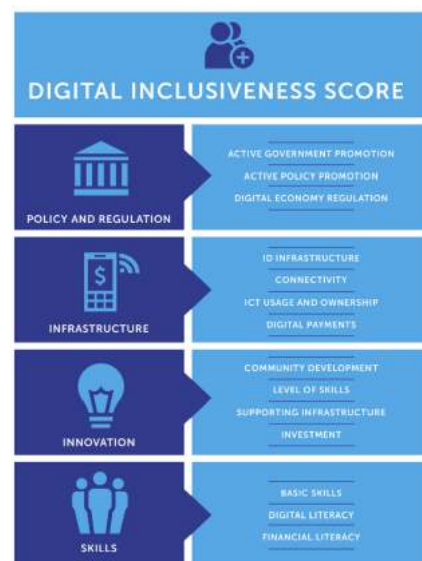 DIGITAL INCLUSIVENESS SCORE
POLICY AND REGULATION
ACTIVE GOVERNMENT PROMOTION
ACTIVE POLICY PROMOTION
DIGITAL ECONOMY REGULATION
$
INFRASTRUCTURE
ID INFRASTRUCTURE
CONNECTIVITY
ICT USAGE AND OWNERSHIP
DIGITAL PAYMENTS
INNOVATION
COMMUNITY DEVELOPMENT
LEVEL OF SKILLS
SUPPORTING INFRASTRUCTURE
INVESTMENT
SKILLS
BASIC SKILLS
DIGITAL LITERACY
FINANCIAL LITERACY